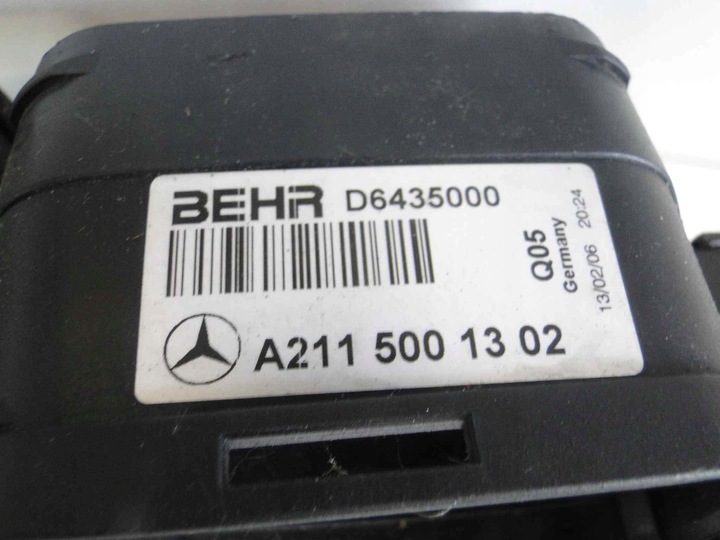 BEHR D6435000
Q05
Germany
13/02/06 20:24
A211 500 13 02